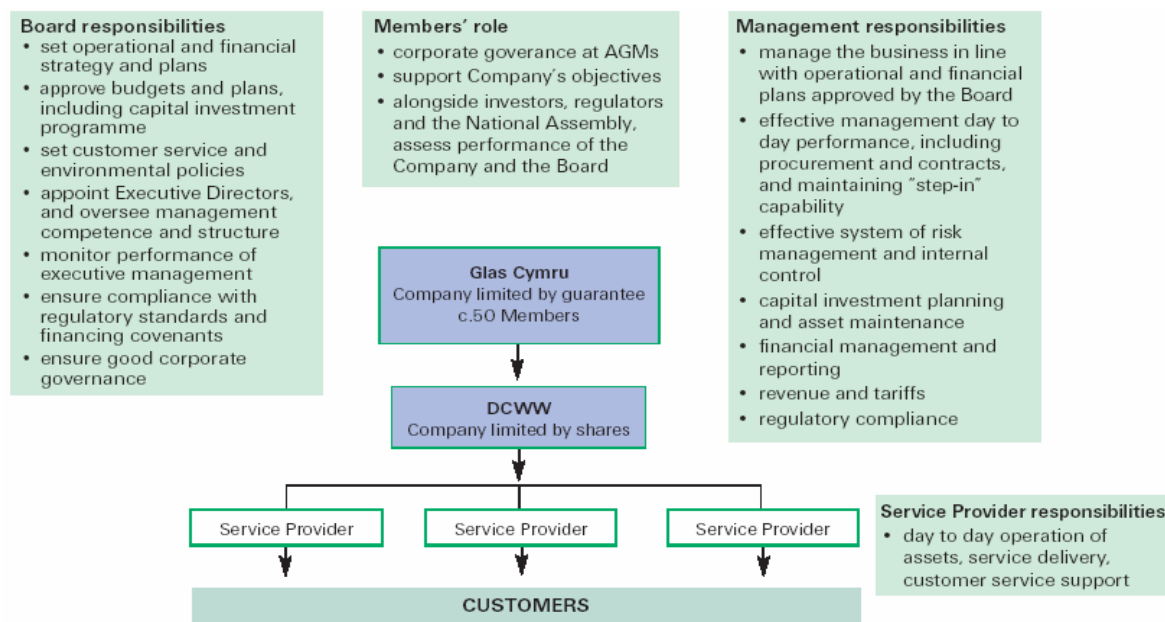 Board responsibilities
• set operational and financial
strategy and plans
• approve budgets and plans,
including capital investment
programme
• set customer service and
environmental policies
• appoint Executive Directors,
and oversee management
competence and structure
• monitor performance of
executive management
• ensure compliance with
regulatory standards and
financing covenants
• ensure good corporate
governance
Members' role
• corporate goverance at AGMs
• support Company's objectives
• alongside investors, regulators
and the National Assembly,
assess performance of the
Company and the Board
Management responsibilities
• manage the business in line
with operational and financial
plans approved by the Board
• effective management day to
day performance, including
procurement and contracts,
and maintaining "step-in"
capability
• effective system of risk
management and internal
control
• capital investment planning
and asset maintenance
• financial management and
reporting
• revenue and tariffs
• regulatory compliance
Glas Cymru
Company limited by guarantee
c.50 Members
DCWW
Company limited by shares
Service Provider
Service Provider
Service Provider
Service Provider responsibilities
• day to day operation of
assets, service delivery,
customer service support
CUSTOMERS